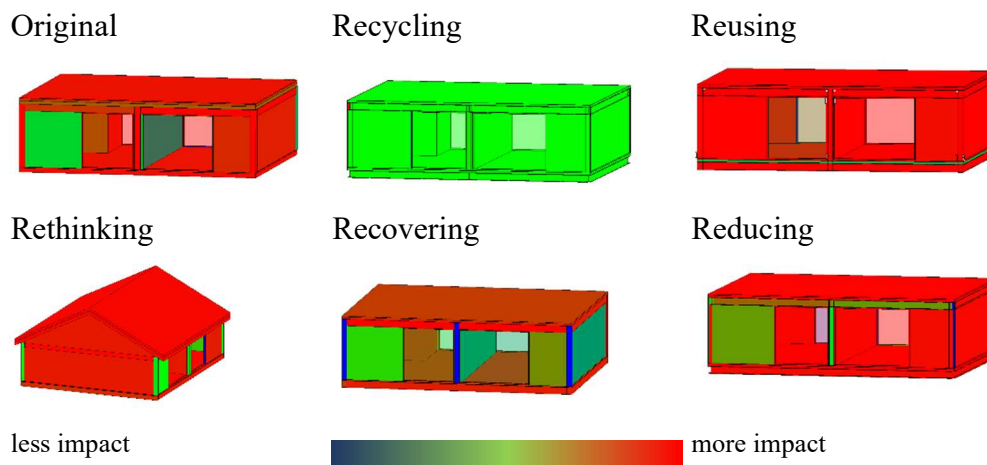 Original Recycling Reusing
Rethinking Recovering Reducing
less impact more impact